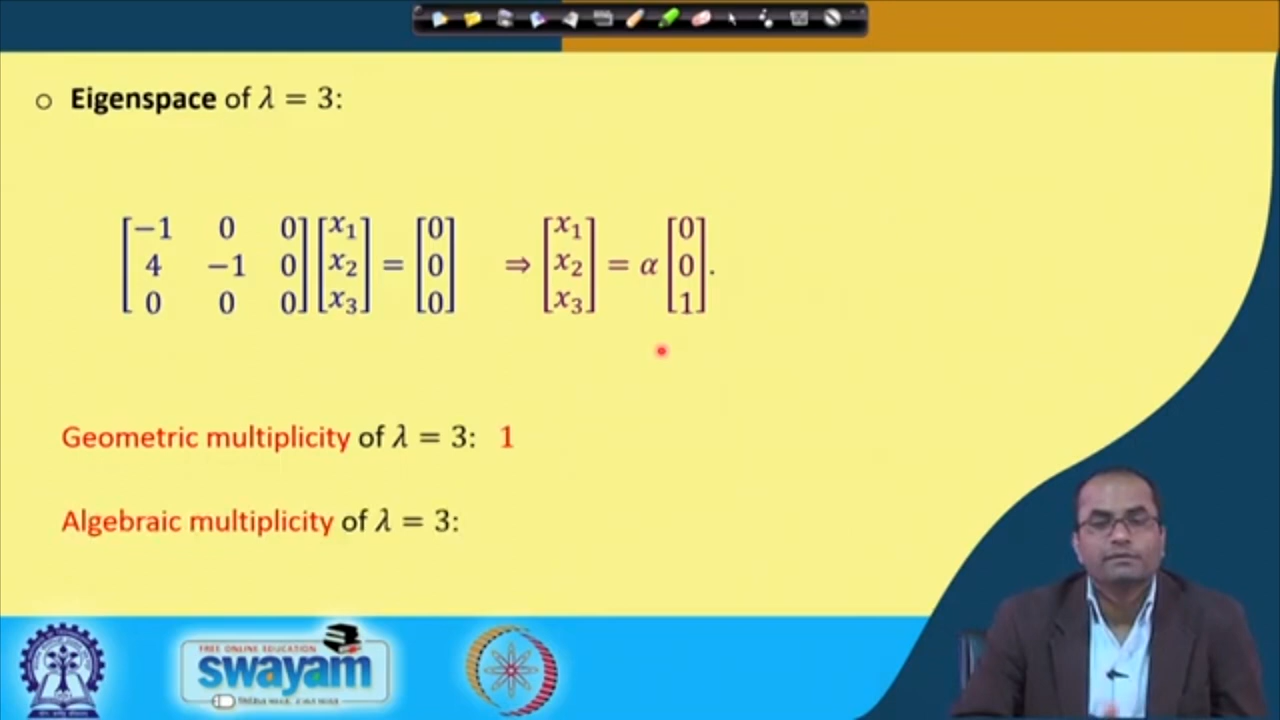 o Eigenspace of λ = 3:
[−1 0 0; 4 −1 0; 0 0 0] [x₁; x₂; x₃] = [0; 0; 0] ⇒ [x₁; x₂; x₃] = α [0; 0; 1].
Geometric multiplicity of λ = 3: 1
Algebraic multiplicity of λ = 3:
FREE ONLINE EDUCATION
swayam